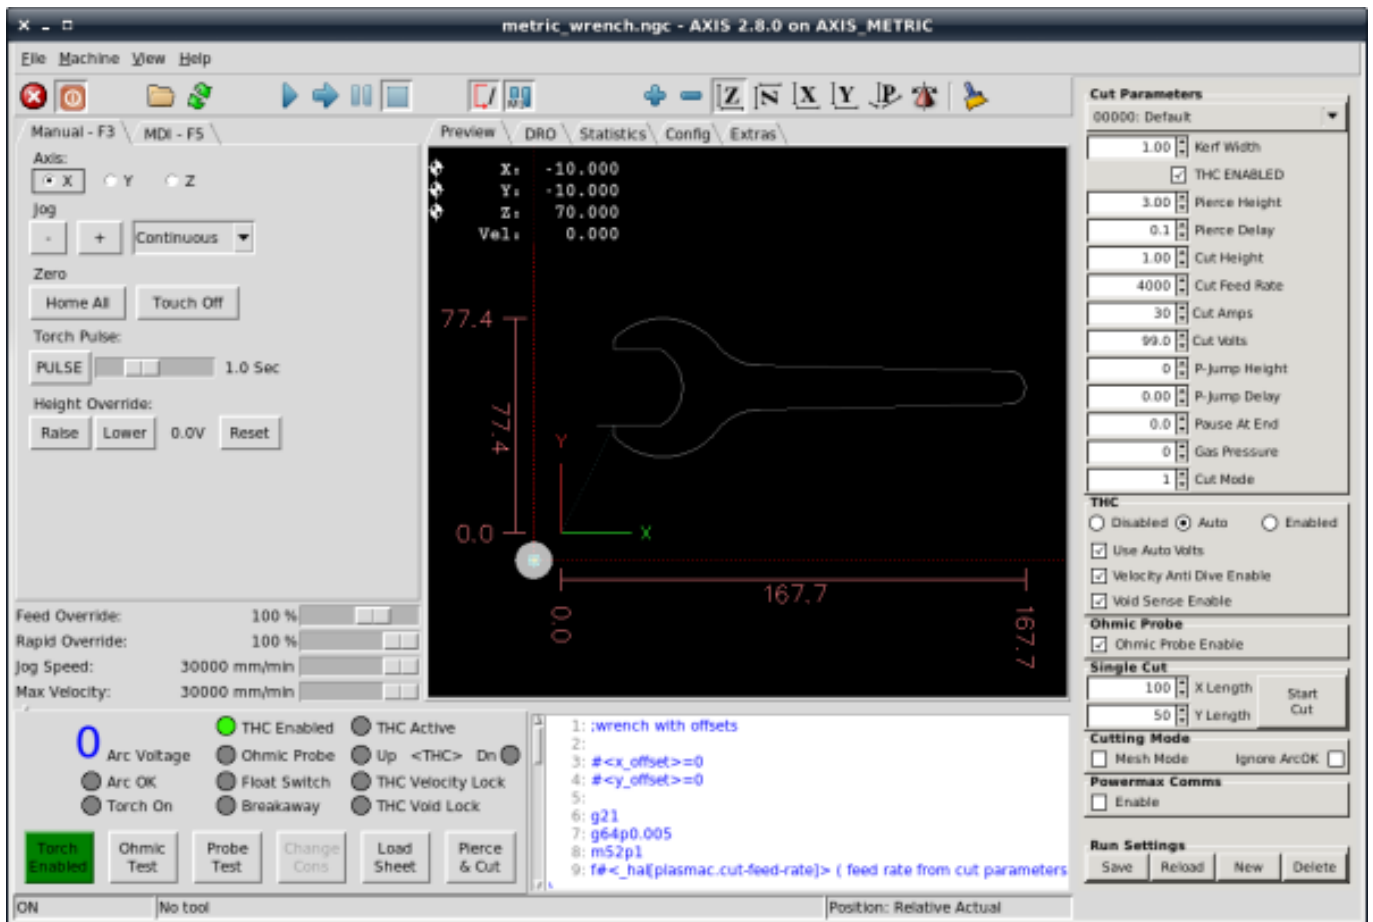 metric_wrench.ngc - AXIS 2.8.0 on AXIS_METRIC
File Machine View Help
Z N X Y P
Manual - F3 MDI - F5
Axis:
X Y Z
Jog
- + Continuous
Zero
Home All Touch Off
Torch Pulse:
PULSE 1.0 Sec
Height Override:
Raise Lower 0.0V Reset
Feed Override: 100 %
Rapid Override: 100 %
Jog Speed: 30000 mm/min
Max Velocity: 30000 mm/min
Preview DRO Statistics Config Extras
X: -10.000
Y: -10.000
Z: 70.000
Vel: 0.000
77.4
77.4
0.0
Y
X
167.7
0.0
167.7
Cut Parameters
00000: Default
1.00 Kerf Width
THC ENABLED
3.00 Pierce Height
0.1 Pierce Delay
1.00 Cut Height
4000 Cut Feed Rate
30 Cut Amps
99.0 Cut Volts
0 P-Jump Height
0.00 P-Jump Delay
0.0 Pause At End
0 Gas Pressure
1 Cut Mode
THC
Disabled Auto Enabled
Use Auto Volts
Velocity Anti Dive Enable
Void Sense Enable
Ohmic Probe
Ohmic Probe Enable
Single Cut
100 X Length
50 Y Length
Start
Cut
Cutting Mode
Mesh Mode Ignore ArcOK
Powermax Comms
Enable
Run Settings
Save Reload New Delete
0 Arc Voltage
Arc OK
Torch On
THC Enabled
Ohmic Probe
Float Switch
Breakaway
THC Active
Up <THC> Dn
THC Velocity Lock
THC Void Lock
Torch
Enabled
Ohmic
Test
Probe
Test
Change
Cons
Load
Sheet
Pierce
& Cut
1: ;wrench with offsets
2:
3: #<x_offset>=0
4: #<y_offset>=0
5:
6: g21
7: g64p0.005
8: m52p1
9: f#<_hal[plasmac.cut-feed-rate]> ( feed rate from cut parameters
ON No tool Position: Relative Actual